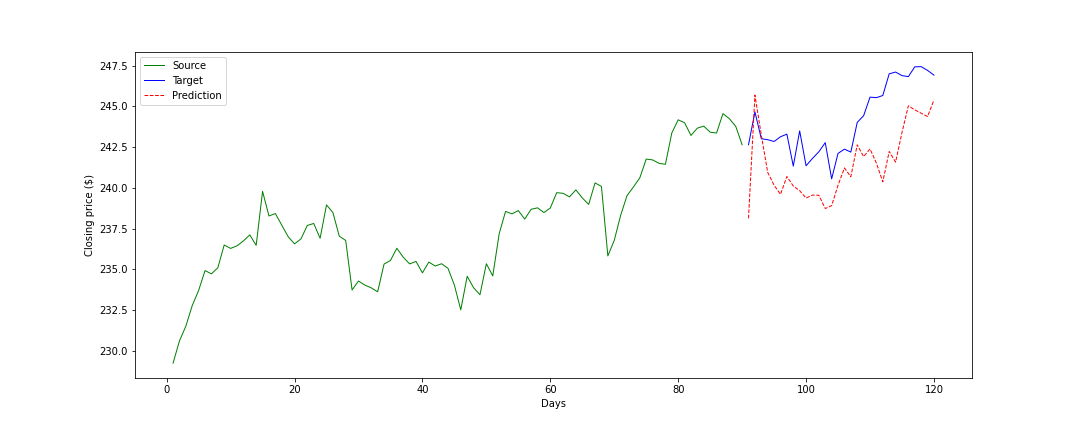 Source
Target
Prediction
247.5
245.0
242.5
240.0
237.5
235.0
232.5
230.0
Closing price ($)
0 20 40 60 80 100 120
Days